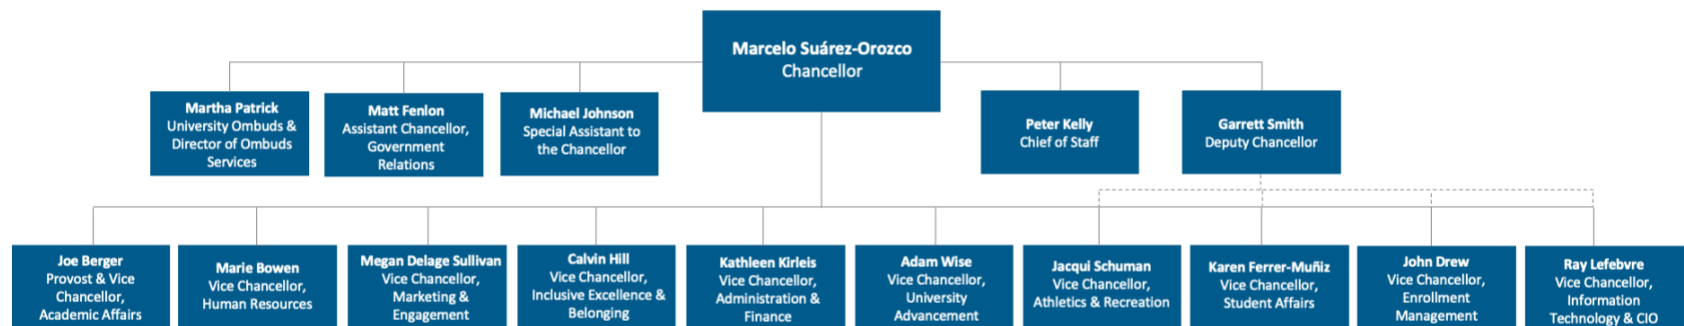 Marcelo Suárez-Orozco
Chancellor
Martha Patrick
University Ombuds &
Director of Ombuds
Services
Matt Fenlon
Assistant Chancellor,
Government
Relations
Michael Johnson
Special Assistant to
the Chancellor
Peter Kelly
Chief of Staff
Garrett Smith
Deputy Chancellor
Joe Berger
Provost & Vice
Chancellor,
Academic Affairs
Marie Bowen
Vice Chancellor,
Human Resources
Megan Delage Sullivan
Vice Chancellor,
Marketing &
Engagement
Calvin Hill
Vice Chancellor,
Inclusive Excellence &
Belonging
Kathleen Kirleis
Vice Chancellor,
Administration &
Finance
Adam Wise
Vice Chancellor,
University
Advancement
Jacqui Schuman
Vice Chancellor,
Athletics & Recreation
Karen Ferrer-Muñiz
Vice Chancellor,
Student Affairs
John Drew
Vice Chancellor,
Enrollment
Management
Ray Lefebvre
Vice Chancellor,
Information
Technology & CIO